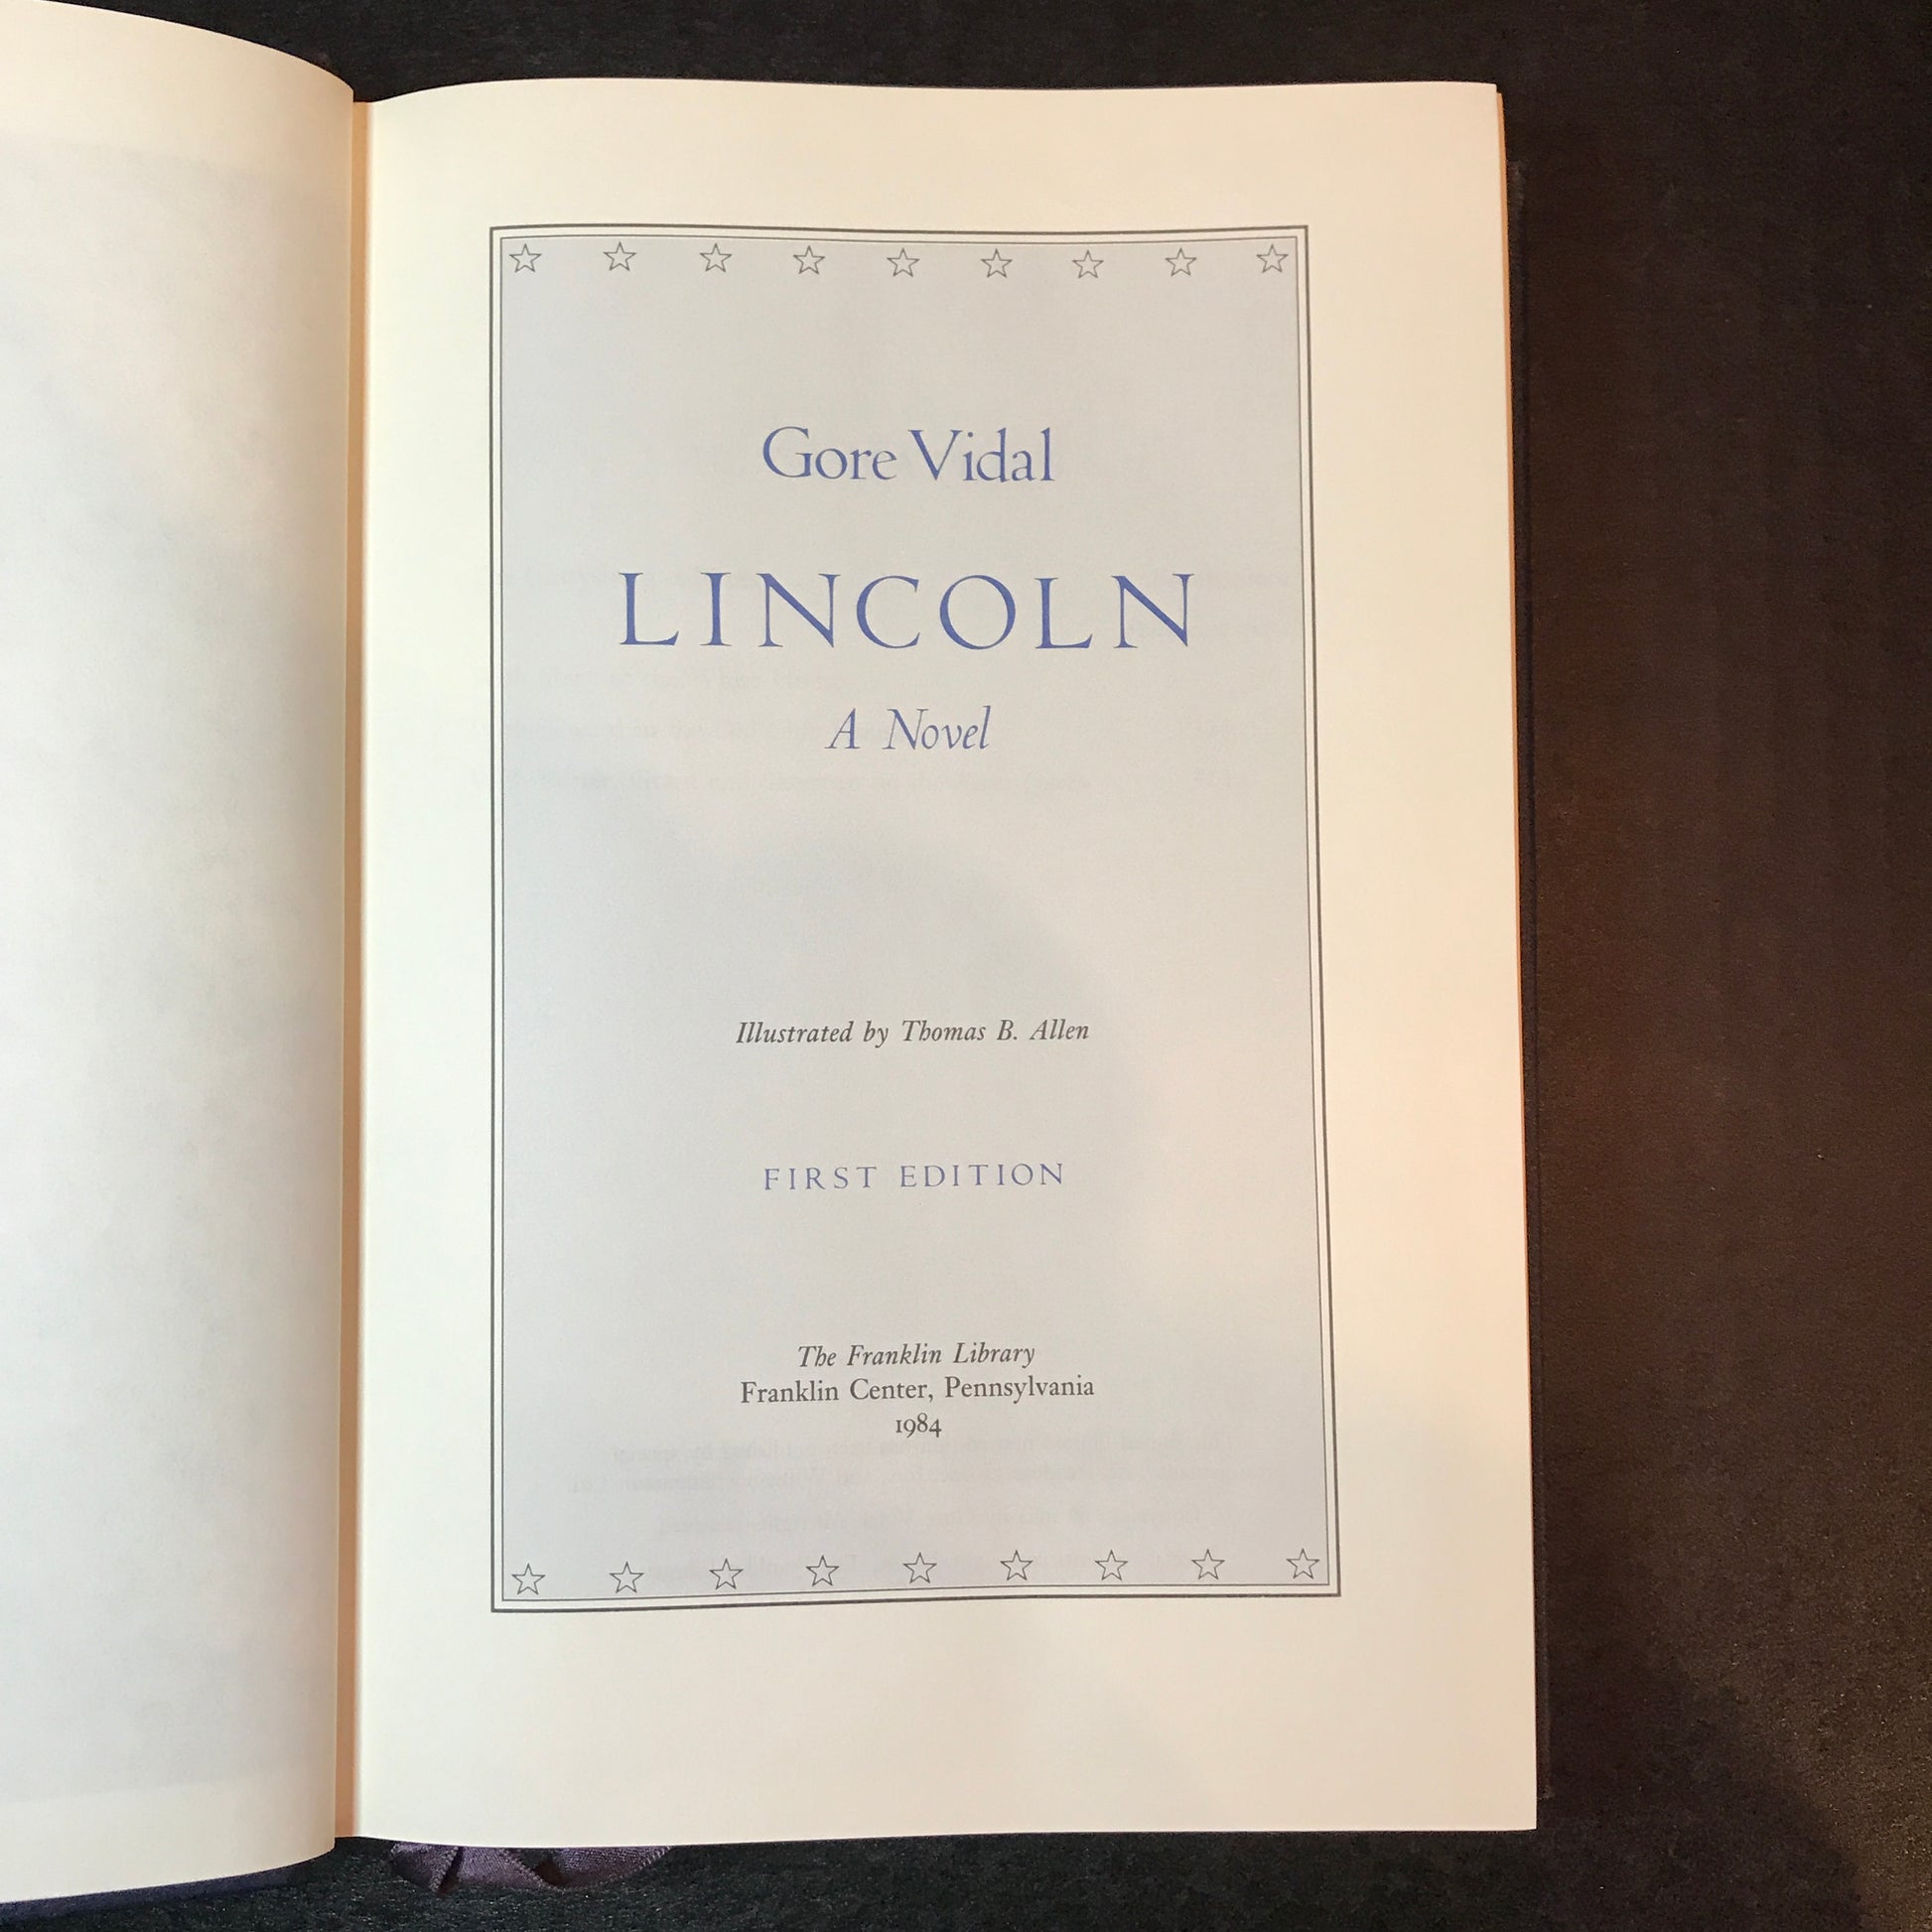 Gore Vidal
LINCOLN
A Novel
Illustrated by Thomas B. Allen
FIRST EDITION
The Franklin Library
Franklin Center, Pennsylvania
1984